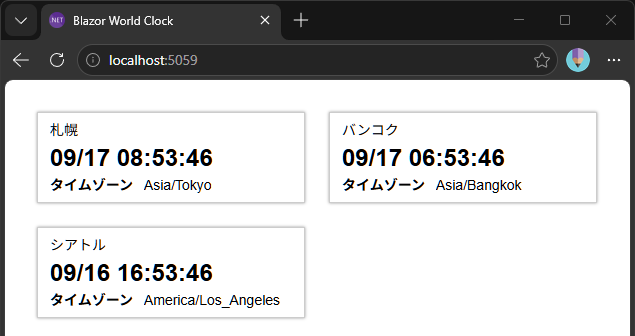 .NET Blazor World Clock
localhost:5059
札幌
09/17 08:53:46
タイムゾーン Asia/Tokyo
バンコク
09/17 06:53:46
タイムゾーン Asia/Bangkok
シアトル
09/16 16:53:46
タイムゾーン America/Los_Angeles